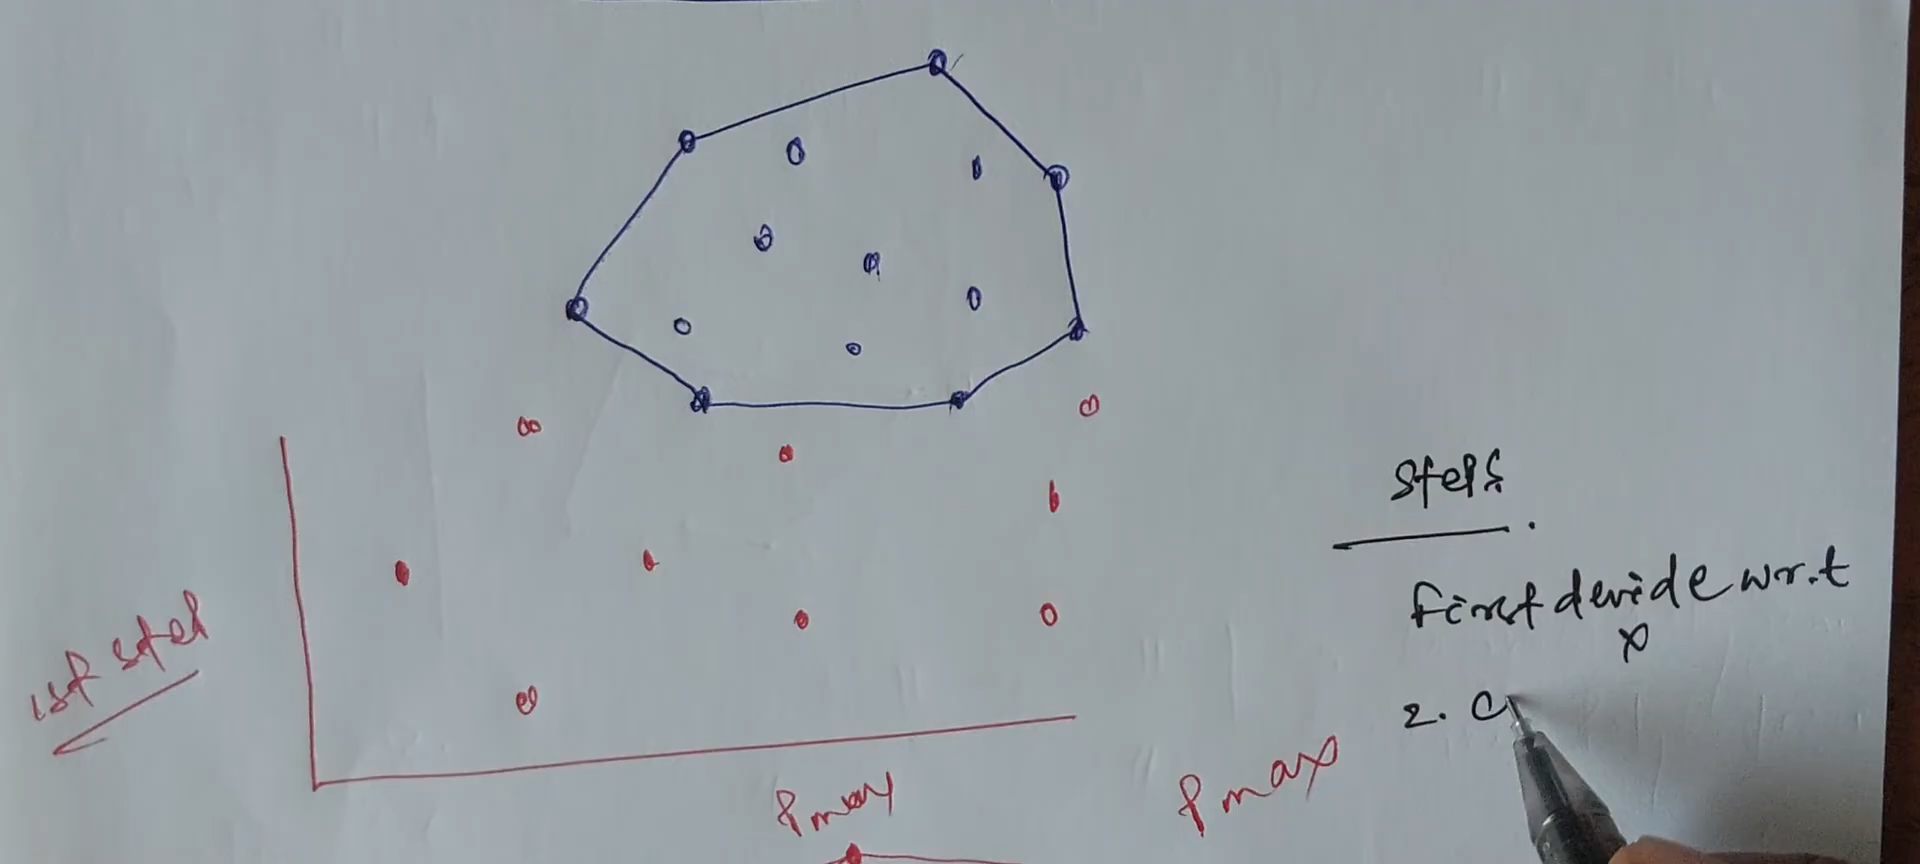 steps
First devide w.r.t
x
2. C
1st step
Pmax
Pmax